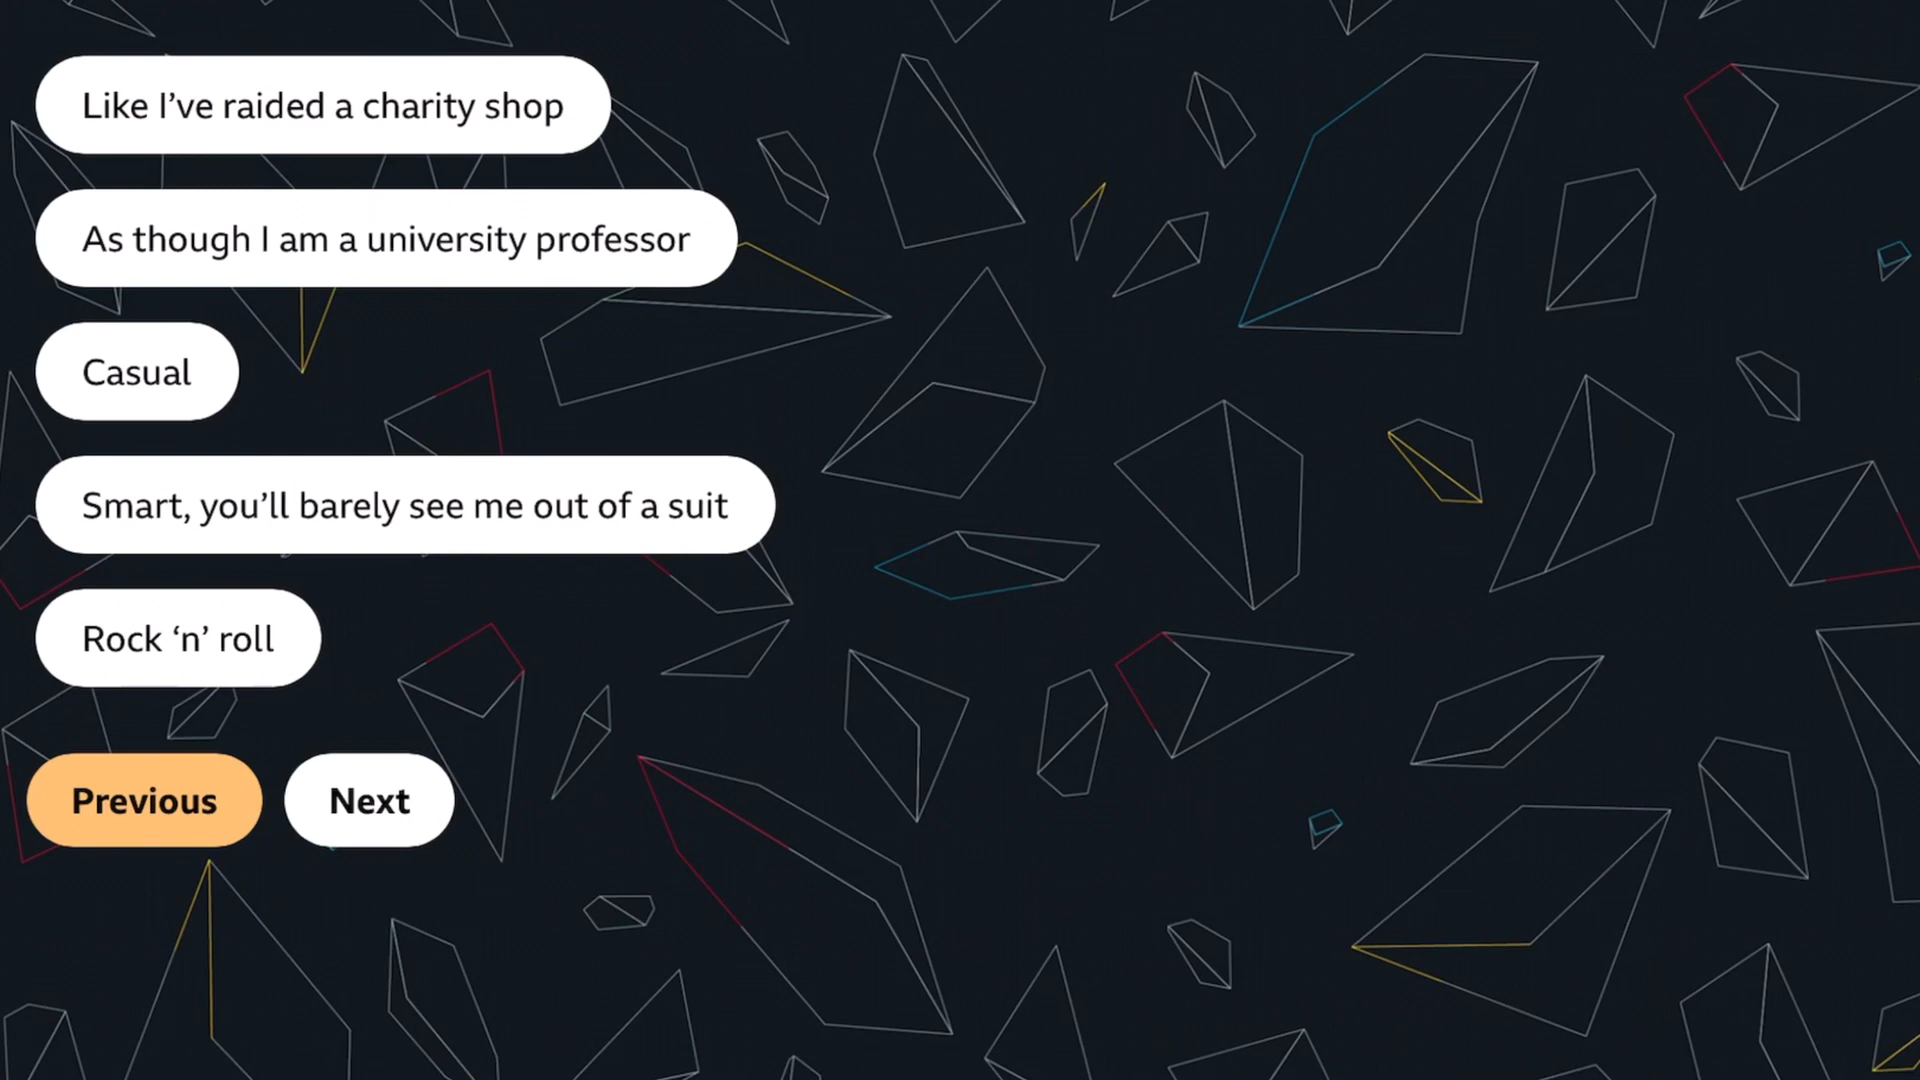 Like I’ve raided a charity shop
As though I am a university professor
Casual
Smart, you’ll barely see me out of a suit
Rock ‘n’ roll
Previous
Next